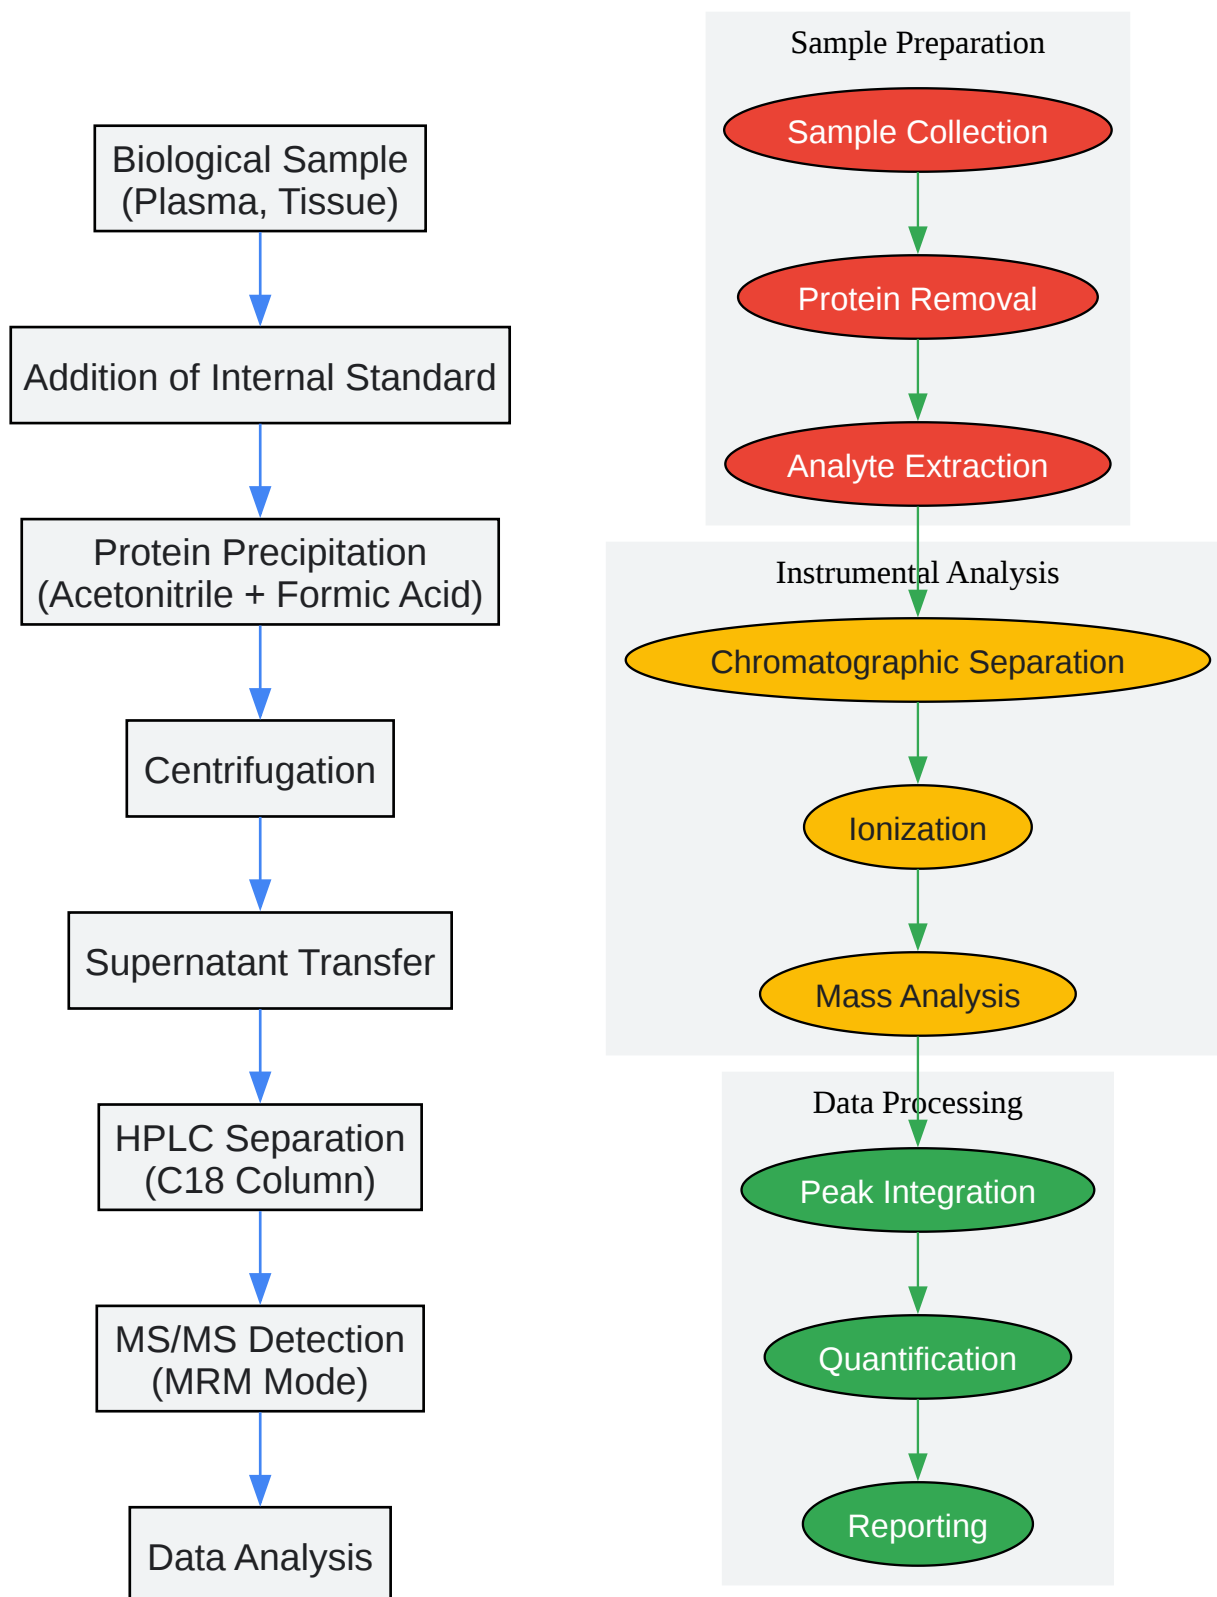 Biological Sample
(Plasma, Tissue)
Addition of Internal Standard
Protein Precipitation
(Acetonitrile + Formic Acid)
Centrifugation
Supernatant Transfer
HPLC Separation
(C18 Column)
MS/MS Detection
(MRM Mode)
Data Analysis
Sample Preparation
Sample Collection
Protein Removal
Analyte Extraction
Instrumental Analysis
Chromatographic Separation
Ionization
Mass Analysis
Data Processing
Peak Integration
Quantification
Reporting